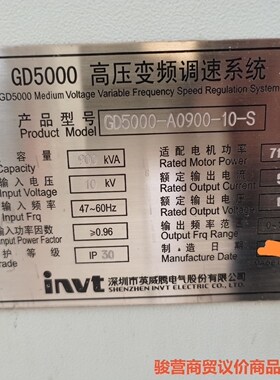 GD5000 高压变频调速系统
GD5000 Medium Voltage Variable Frequency Speed Regulation System
产品型号 GD5000-A0900-10-S
Product Model
容量 kVA 适配电机功率
Capacity Rated Motor Power
输入电压 10 kV 额定输出电流
Input Voltage Rated Output Current
输入频率 47~60Hz 额定输出电压
Input Frq Rated Output Voltage
输入功率因数 ≥0.96 输出频率范围
Input Power Factor Output Frq Range
护等级 IP 30 制造日期
Grade Manufacture Date
invt 深圳市英威腾电气股份有限公司
SHENZHEN INVT ELECTRIC CO., LTD.
骏营商贸议价商品